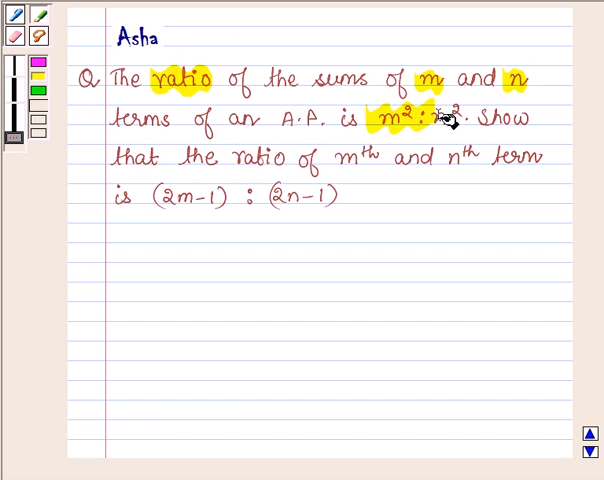 Asha
Q The ratio of the sums of m and n
terms of an A.P. is m² : n². Show
that the ratio of mth and nth term
is (2m-1) : (2n-1)